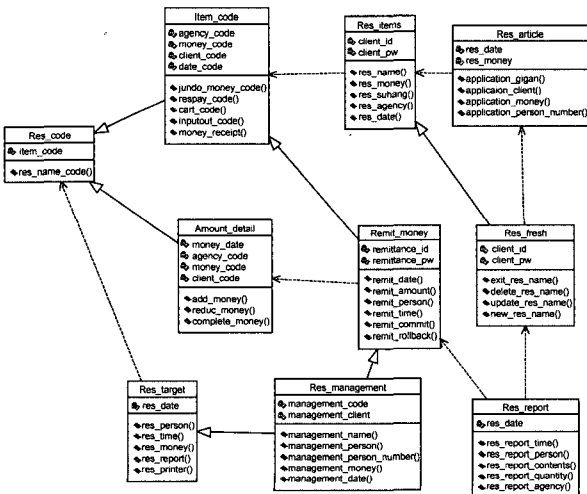 Item_code
agency_code
money_code
client_code
date_code
jundo_money_code()
respay_code()
cart_code()
inputout_code()
money_receipt()
Res_items
client_id
client_pw
res_name()
res_money()
res_suhang()
res_agency()
res_date()
Res_article
res_date
res_money
application_gigan()
applicaion_client()
application_money()
application_person_number()
Res_code
item_code
res_name_code()
Amount_detail
money_date
agency_code
money_code
client_code
add_money()
reduc_money()
complete_money()
Remit_money
remittance_id
remittance_pw
remit_date()
remit_amount()
remit_person()
remit_time()
remit_commit()
remit_rollback()
Res_fresh
client_id
client_pw
exit_res_name()
delete_res_name()
update_res_name()
new_res_name()
Res_target
res_date
res_person()
res_time()
res_money()
res_report()
res_printer()
Res_management
management_code
management_client
management_name()
management_person()
management_person_number()
management_money()
management_date()
Res_report
res_date
res_report_time()
res_report_person()
res_report_contents()
res_report_quantity()
res_report_agency()